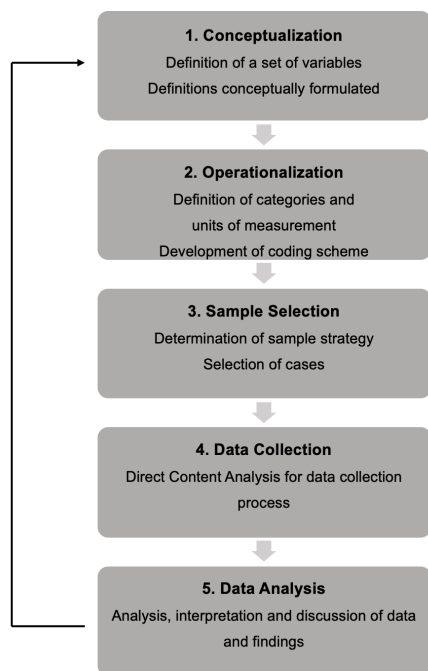 1. Conceptualization
Definition of a set of variables
Definitions conceptually formulated
2. Operationalization
Definition of categories and
units of measurement
Development of coding scheme
3. Sample Selection
Determination of sample strategy
Selection of cases
4. Data Collection
Direct Content Analysis for data collection
process
5. Data Analysis
Analysis, interpretation and discussion of data
and findings